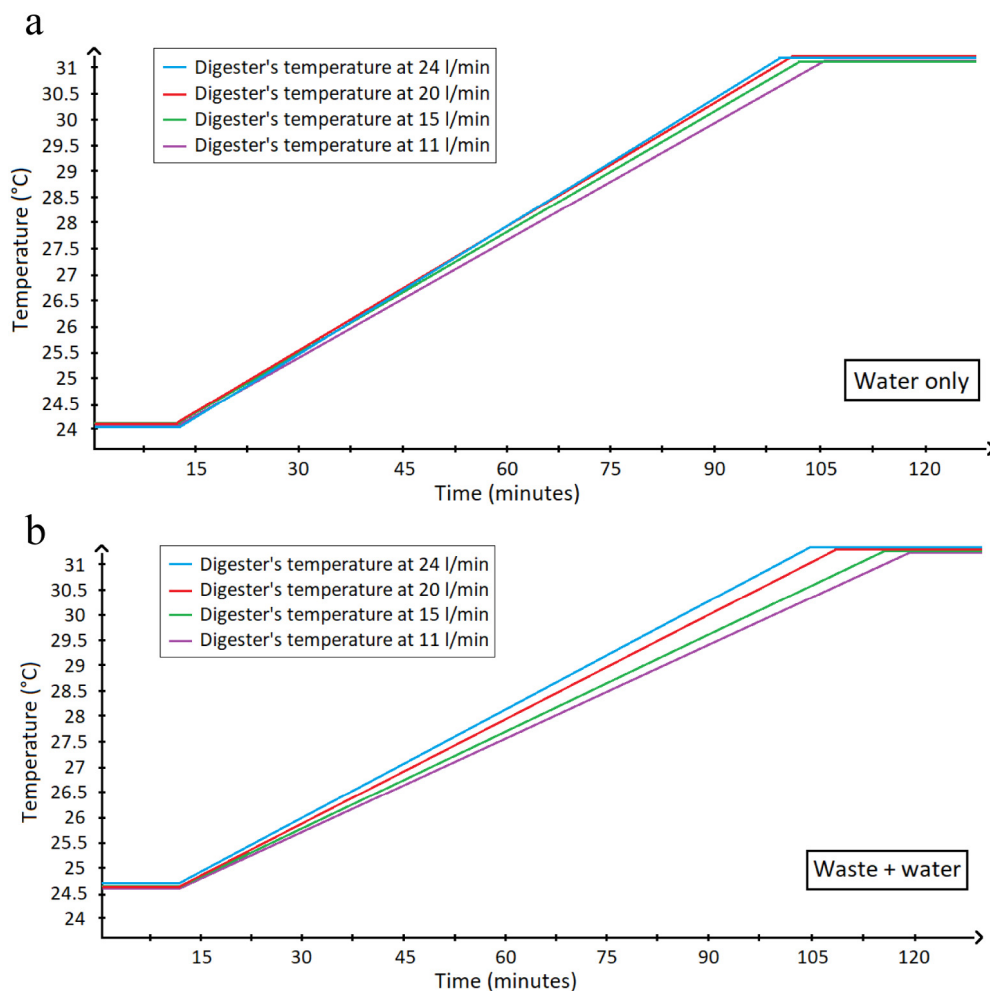 a
Digester's temperature at 24 l/min
Digester's temperature at 20 l/min
Digester's temperature at 15 l/min
Digester's temperature at 11 l/min
Temperature (°C)
31
30.5
30
29.5
29
28.5
28
27.5
27
26.5
26
25.5
25
24.5
24
Water only
15 30 45 60 75 90 105 120
Time (minutes)
b
Digester's temperature at 24 l/min
Digester's temperature at 20 l/min
Digester's temperature at 15 l/min
Digester's temperature at 11 l/min
Temperature (°C)
31
30.5
30
29.5
29
28.5
28
27.5
27
26.5
26
25.5
25
24.5
24
Waste + water
15 30 45 60 75 90 105 120
Time (minutes)